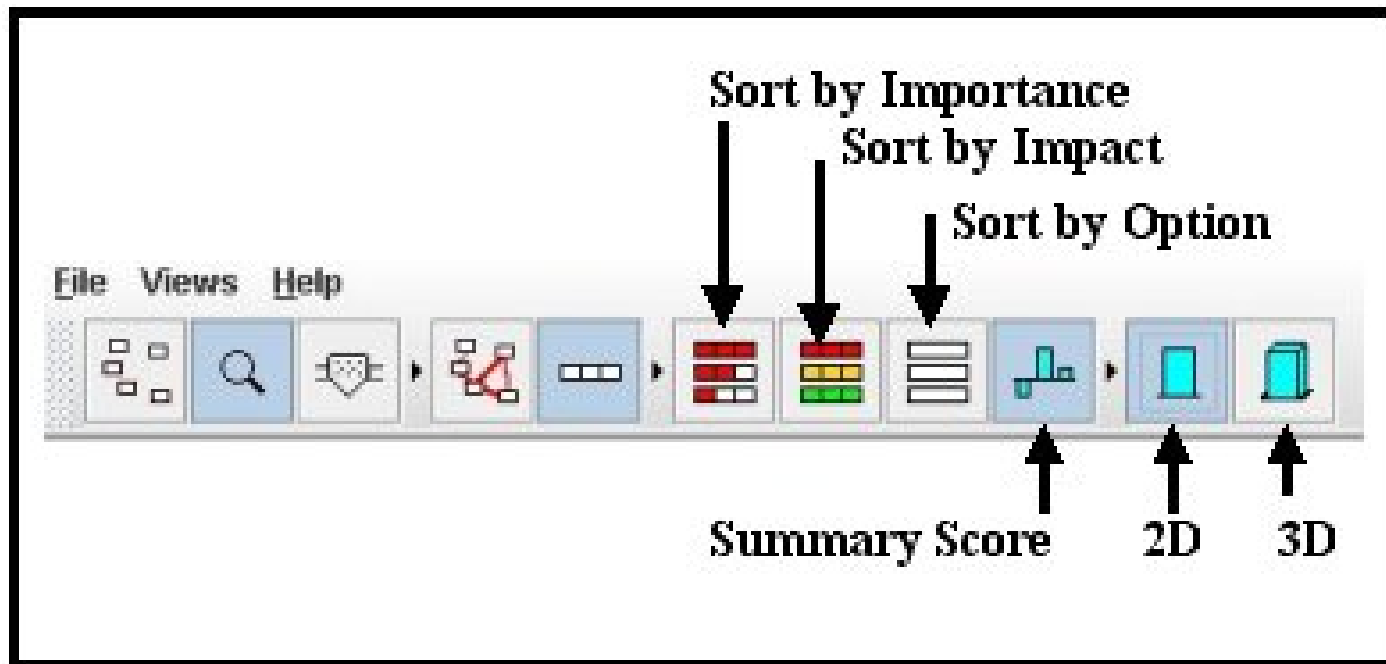 Sort by Importance
Sort by Impact
Sort by Option
File Views Help
Summary Score 2D 3D